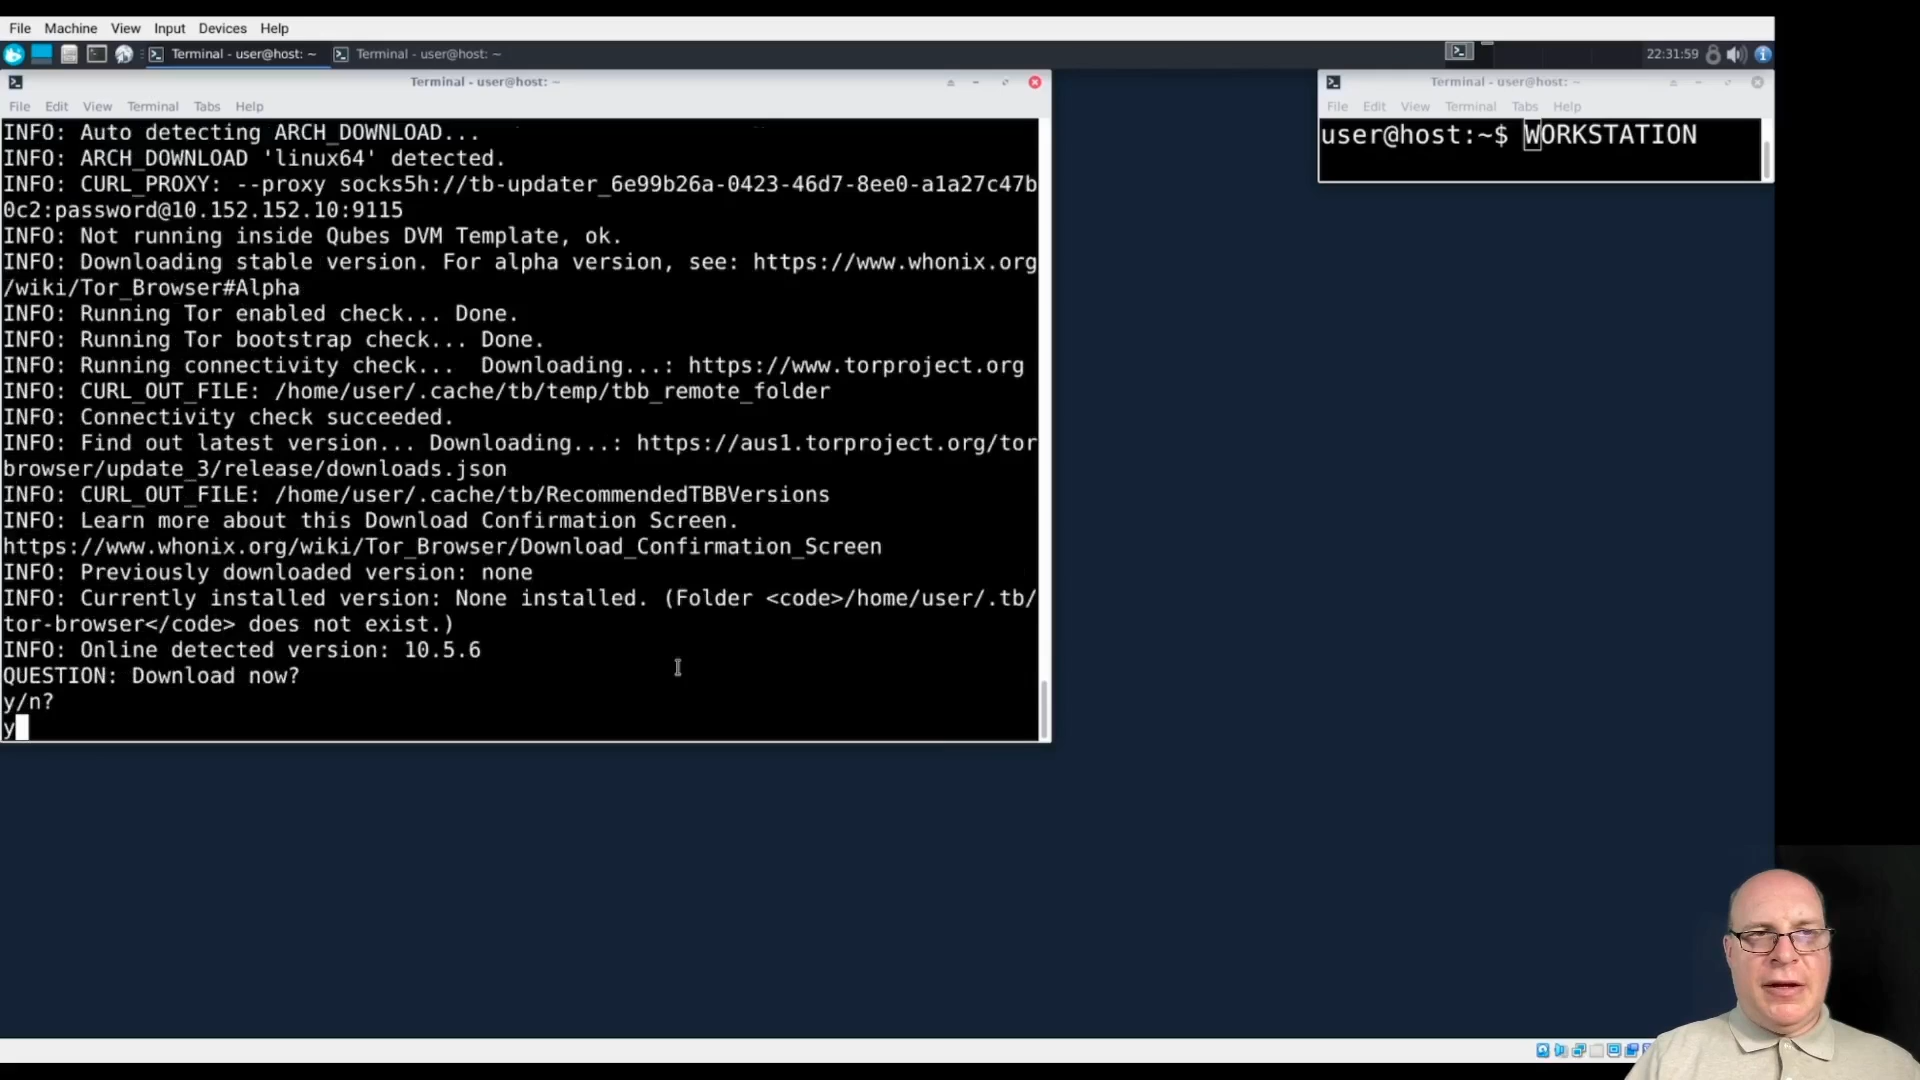 File Machine View Input Devices Help
Terminal - user@host: ~
Terminal - user@host: ~
22:31:59
Terminal - user@host: ~
File Edit View Terminal Tabs Help
INFO: Auto detecting ARCH_DOWNLOAD...
INFO: ARCH_DOWNLOAD 'linux64' detected.
INFO: CURL_PROXY: --proxy socks5h://tb-updater_6e99b26a-0423-46d7-8ee0-a1a27c47b
0c2:password@10.152.152.10:9115
INFO: Not running inside Qubes DVM Template, ok.
INFO: Downloading stable version. For alpha version, see: https://www.whonix.org
/wiki/Tor_Browser#Alpha
INFO: Running Tor enabled check... Done.
INFO: Running Tor bootstrap check... Done.
INFO: Running connectivity check...  Downloading...: https://www.torproject.org
INFO: CURL_OUT_FILE: /home/user/.cache/tb/temp/tbb_remote_folder
INFO: Connectivity check succeeded.
INFO: Find out latest version... Downloading...: https://aus1.torproject.org/tor
browser/update_3/release/downloads.json
INFO: CURL_OUT_FILE: /home/user/.cache/tb/RecommendedTBBVersions
INFO: Learn more about this Download Confirmation Screen.
https://www.whonix.org/wiki/Tor_Browser/Download_Confirmation_Screen
INFO: Previously downloaded version: none
INFO: Currently installed version: None installed. (Folder <code>/home/user/.tb/
tor-browser</code> does not exist.)
INFO: Online detected version: 10.5.6
QUESTION: Download now?
y/n?
y
Terminal - user@host: ~
File Edit View Terminal Tabs Help
user@host:~$ WORKSTATION